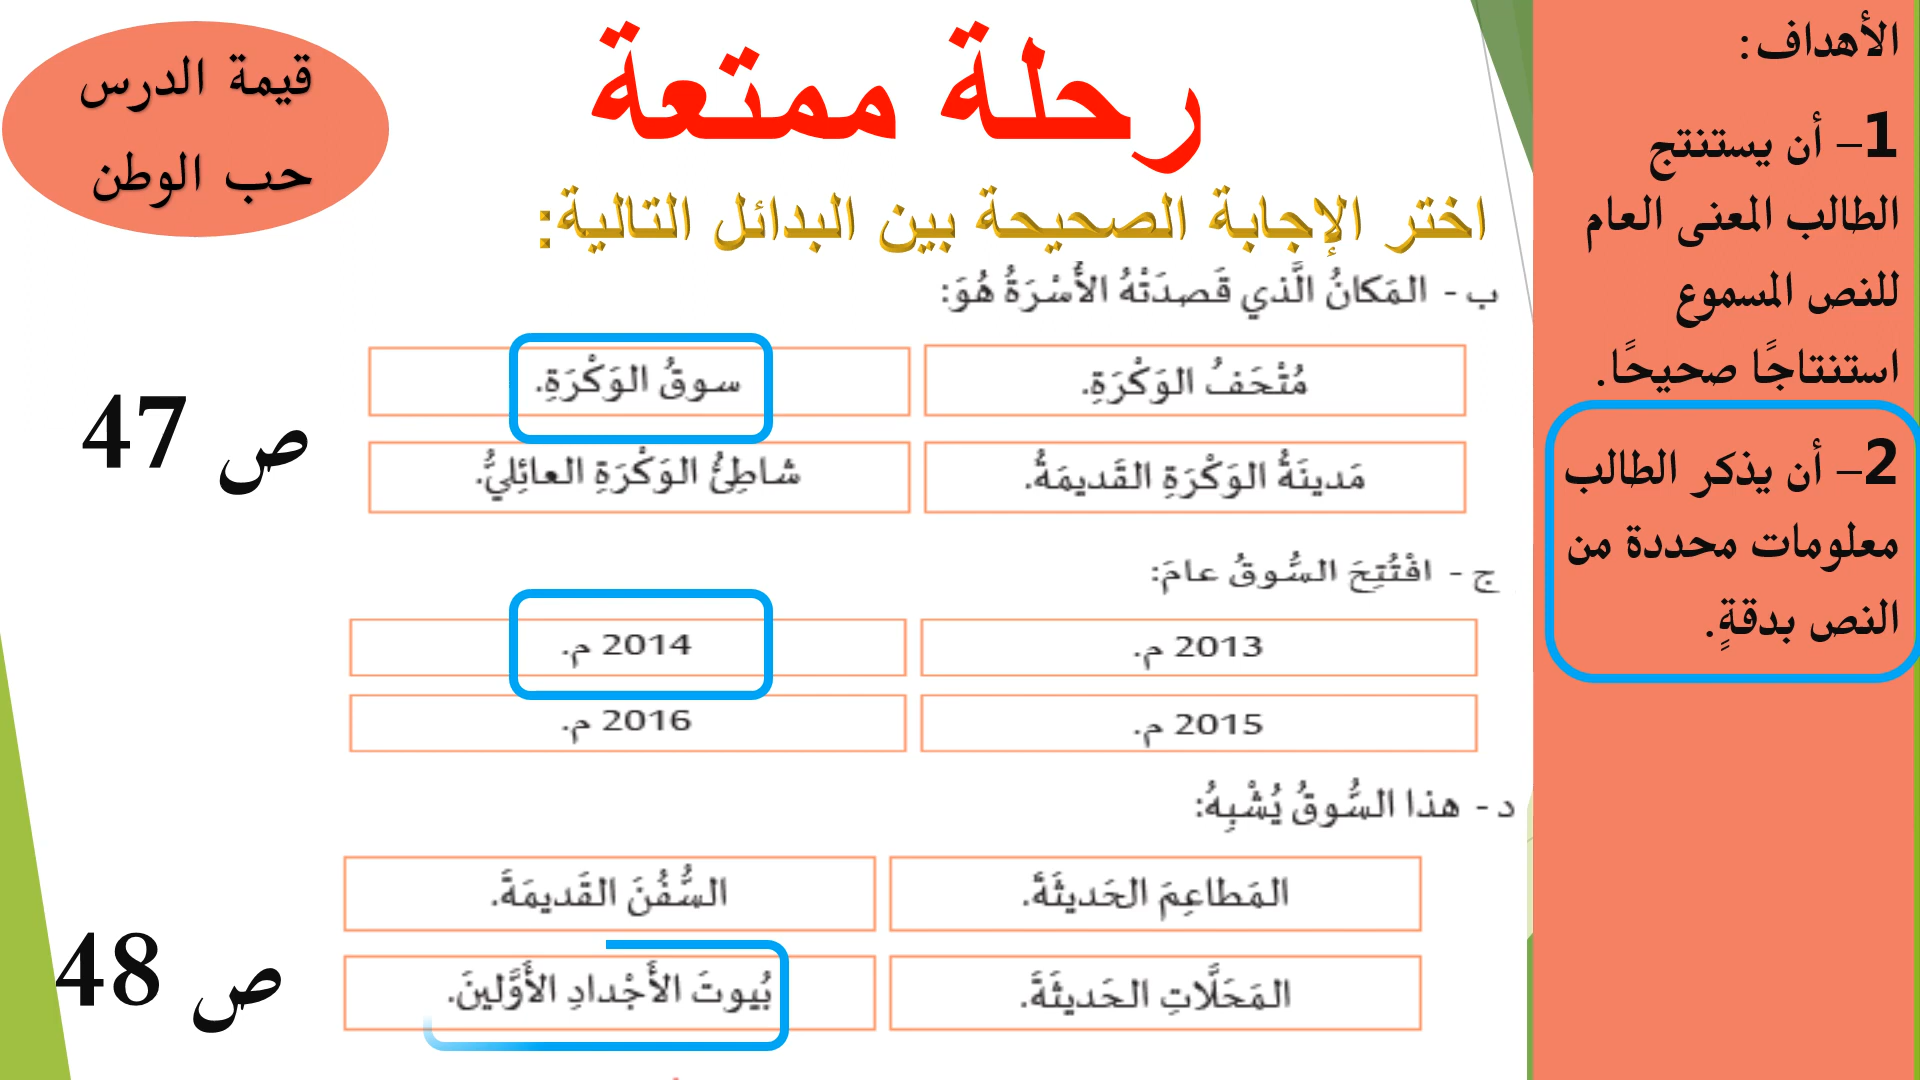 الأهداف:
1– أن يستنتج
الطالب المعنى العام
للنص المسموع
استنتاجًا صحيحًا.
2– أن يذكر الطالب
معلومات محددة من
النص بدقةٍ.
رحلة ممتعة
قيمة الدرس
حب الوطن
اختر الإجابة الصحيحة بين البدائل التالية:
ب - المَكانُ الَّذي قَصدَتْهُ الأُسْرَةُ هُوَ:
مُتْحَفُ الوَكْرَةِ.
سوقُ الوَكْرَةِ.
مَدينَةُ الوَكْرَةِ القَديمَةُ.
شاطِئُ الوَكْرَةِ العائِلِيُّ.
ص 47
ج - افْتُتِحَ السُّوقُ عامَ:
2013 م.
2014 م.
2015 م.
2016 م.
د - هذا السُّوقُ يُشْبِهُ:
المَطاعِمَ الحَديثَةَ.
السُّفُنَ القَديمَةَ.
المَحَلَّاتِ الحَديثَةَ.
بُيوتَ الأَجْدادِ الأَوَّلينَ.
ص 48